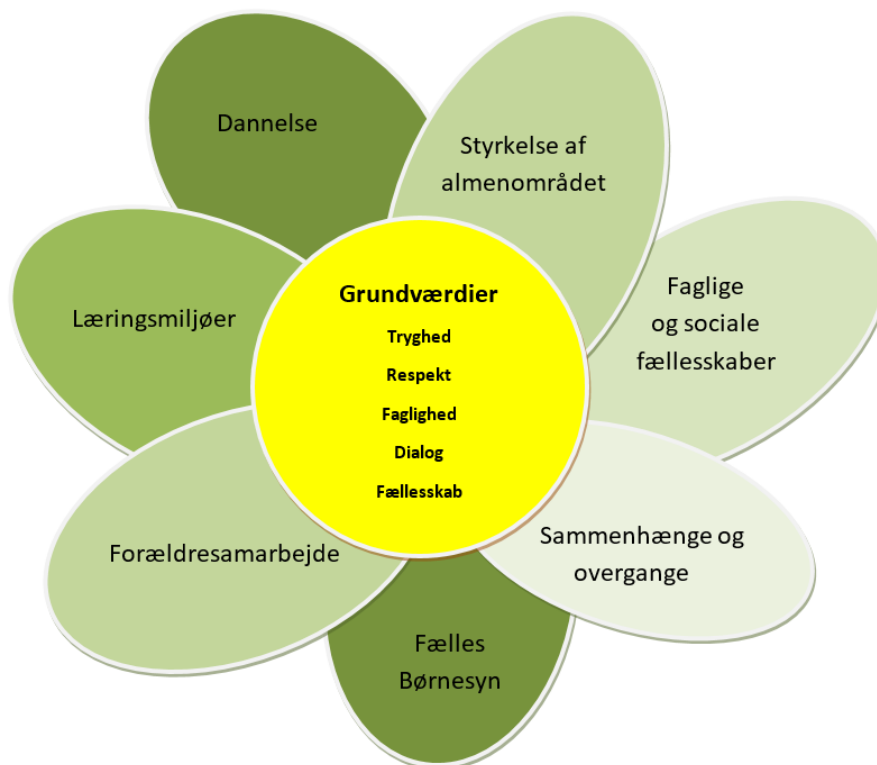 Dannelse
Styrkelse af
almenområdet
Faglige
og sociale
fællesskaber
Læringsmiljøer
Grundværdier
Tryghed
Respekt
Faglighed
Dialog
Fællesskab
Sammenhænge og
overgange
Forældresamarbejde
Fælles
Børnesyn